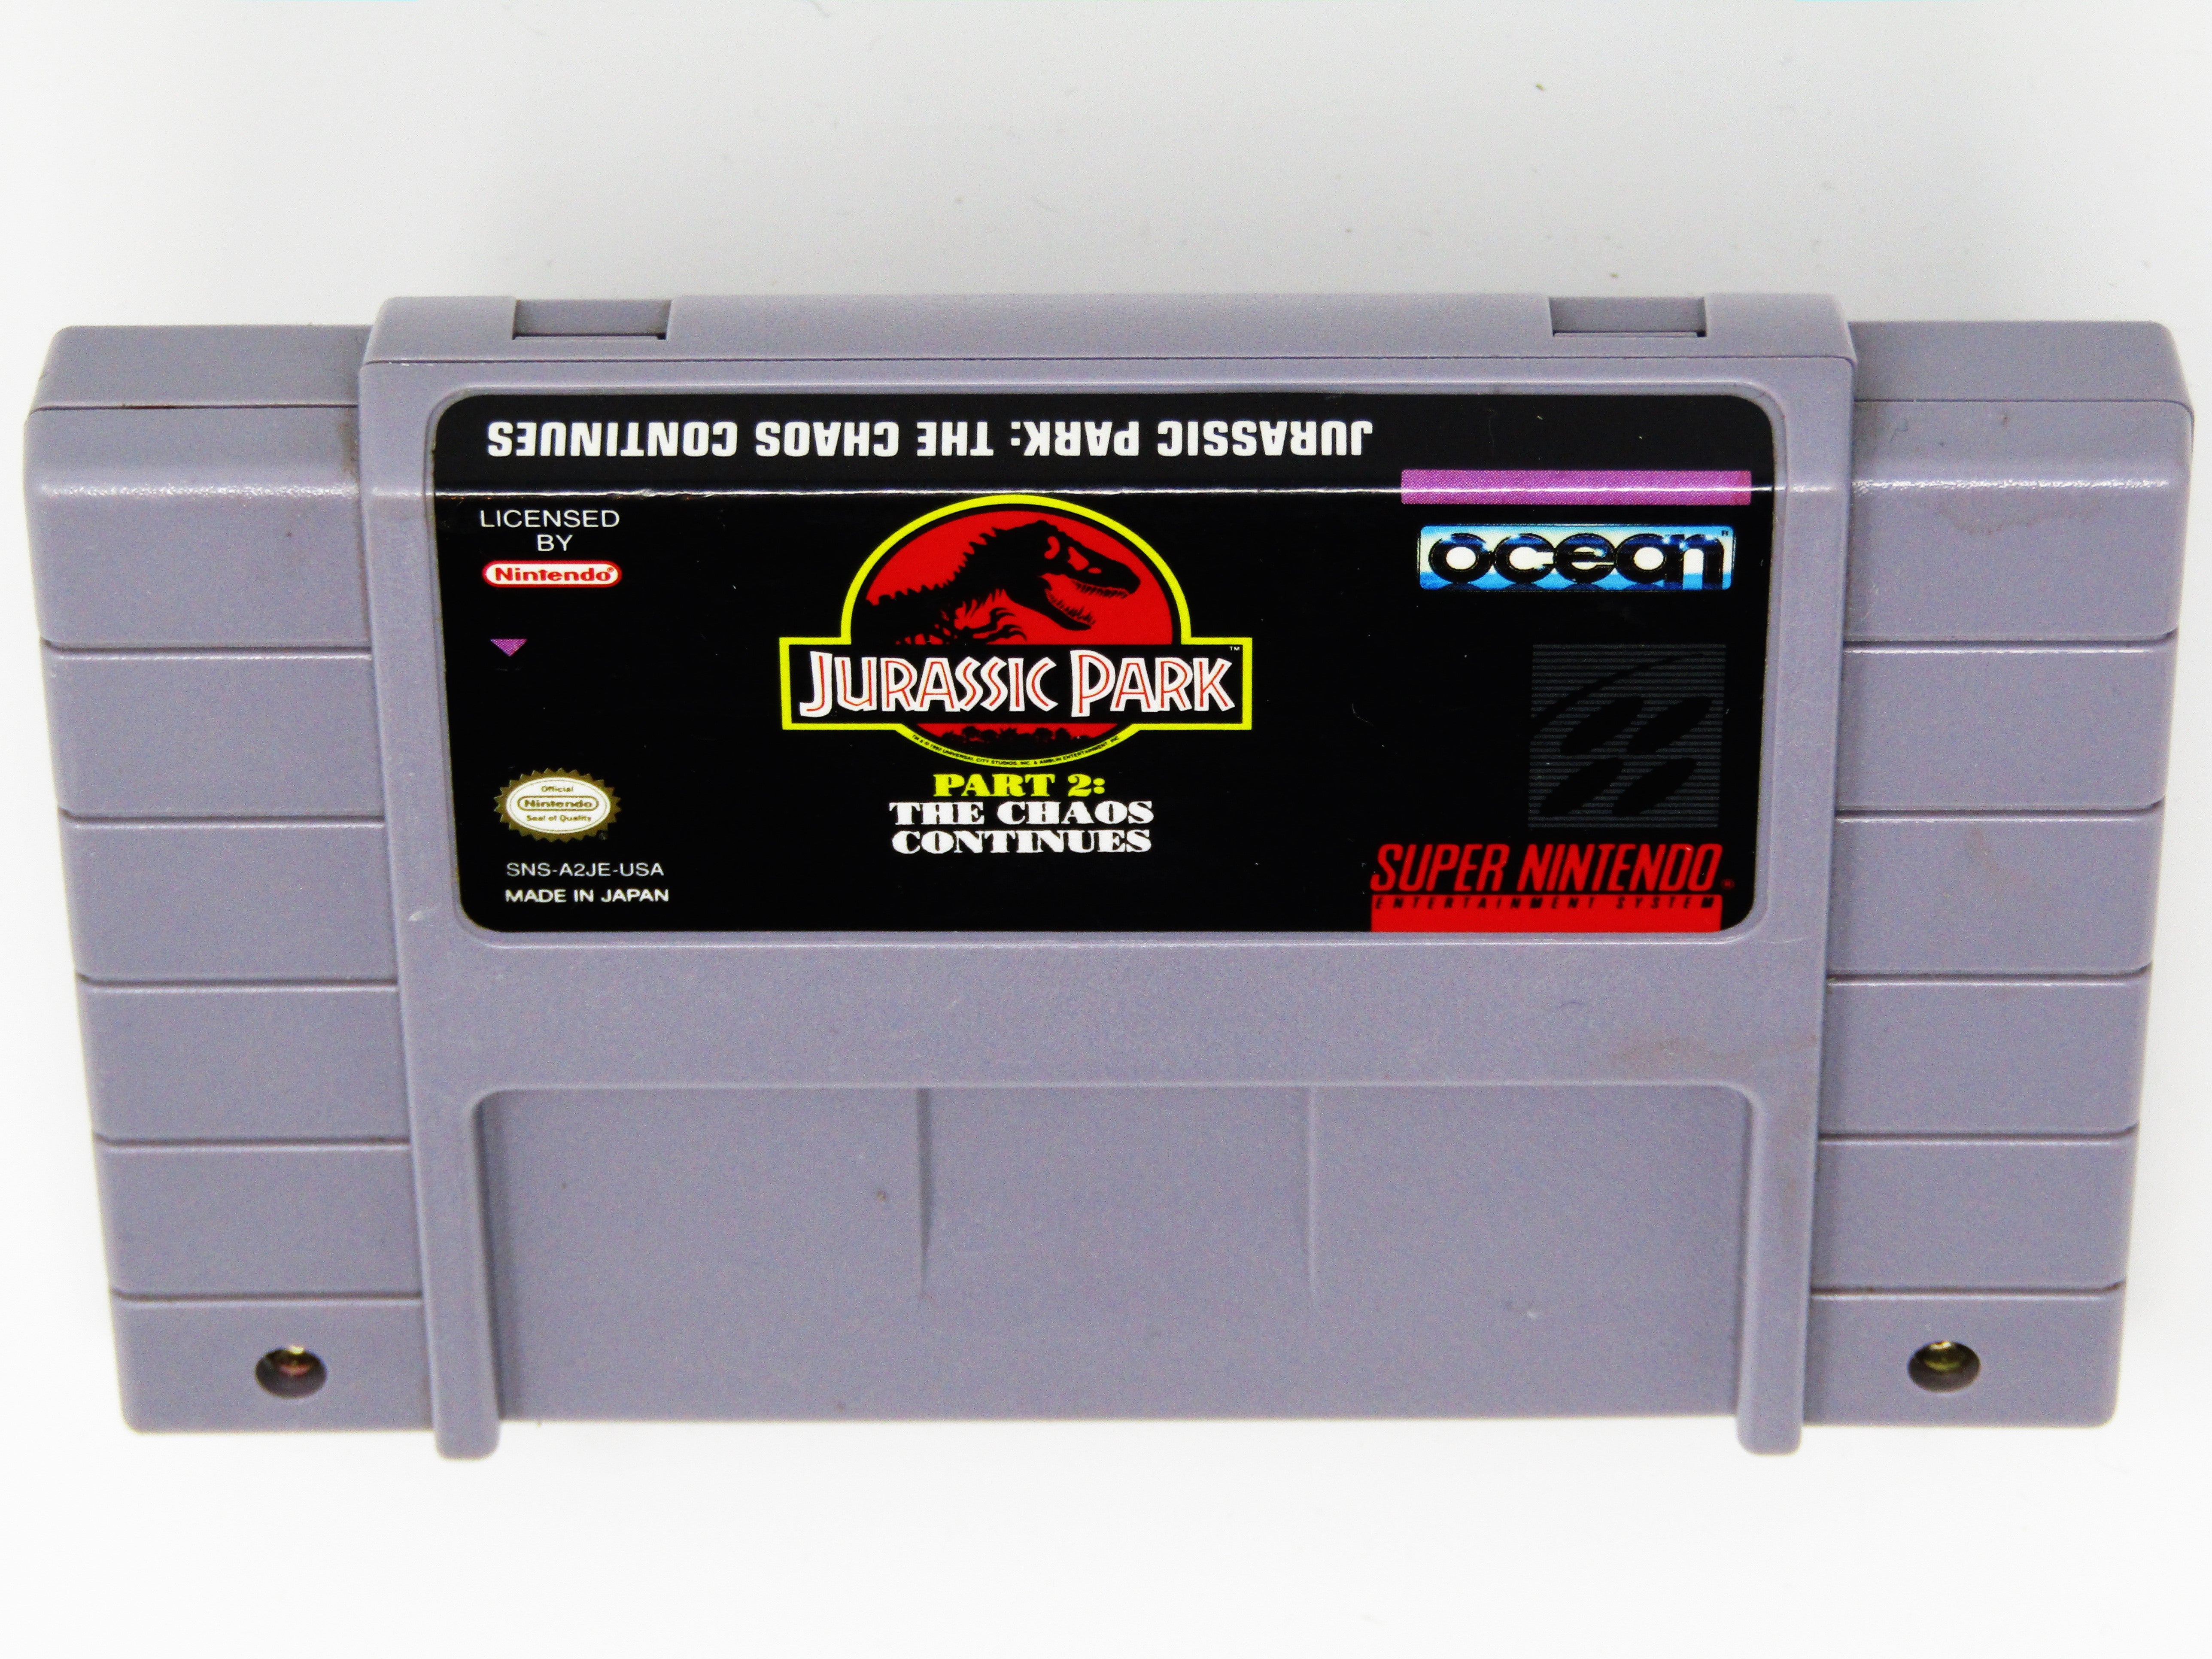 JURASSIC PARK: THE CHAOS CONTINUES
LICENSED
BY
Nintendo®
ocean
JURASSIC PARK™
PART 2:
THE CHAOS
CONTINUES
Official
Nintendo
Seal of Quality
SNS-A2JE-USA
MADE IN JAPAN
SUPER NINTENDO
ENTERTAINMENT SYSTEM